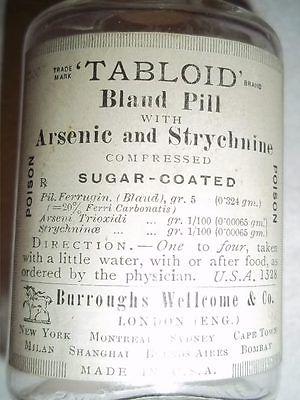 TRADE MARK 'TABLOID' BRAND
Blaud Pill
WITH
Arsenic and Strychnine
COMPRESSED
℞ SUGAR-COATED
POISON
POISON
Pil. Ferrugin. (Blaud), gr. 5 (0'324 gm.)
(=20% Ferri Carbonatis)
Arseni Trioxidi ... gr. 1/100 (0'00065 gm.)
Strychninæ ... gr. 1/100 (0'00065 gm.)
DIRECTION.—One to four, taken
with a little water, with or after food, as
ordered by the physician. U.S.A. 1328
Burroughs Wellcome & Co.
LONDON (ENG.)
NEW YORK MONTREAL SYDNEY CAPE TOWN
MILAN SHANGHAI BUENOS AIRES BOMBAY
MADE IN U.S.A.